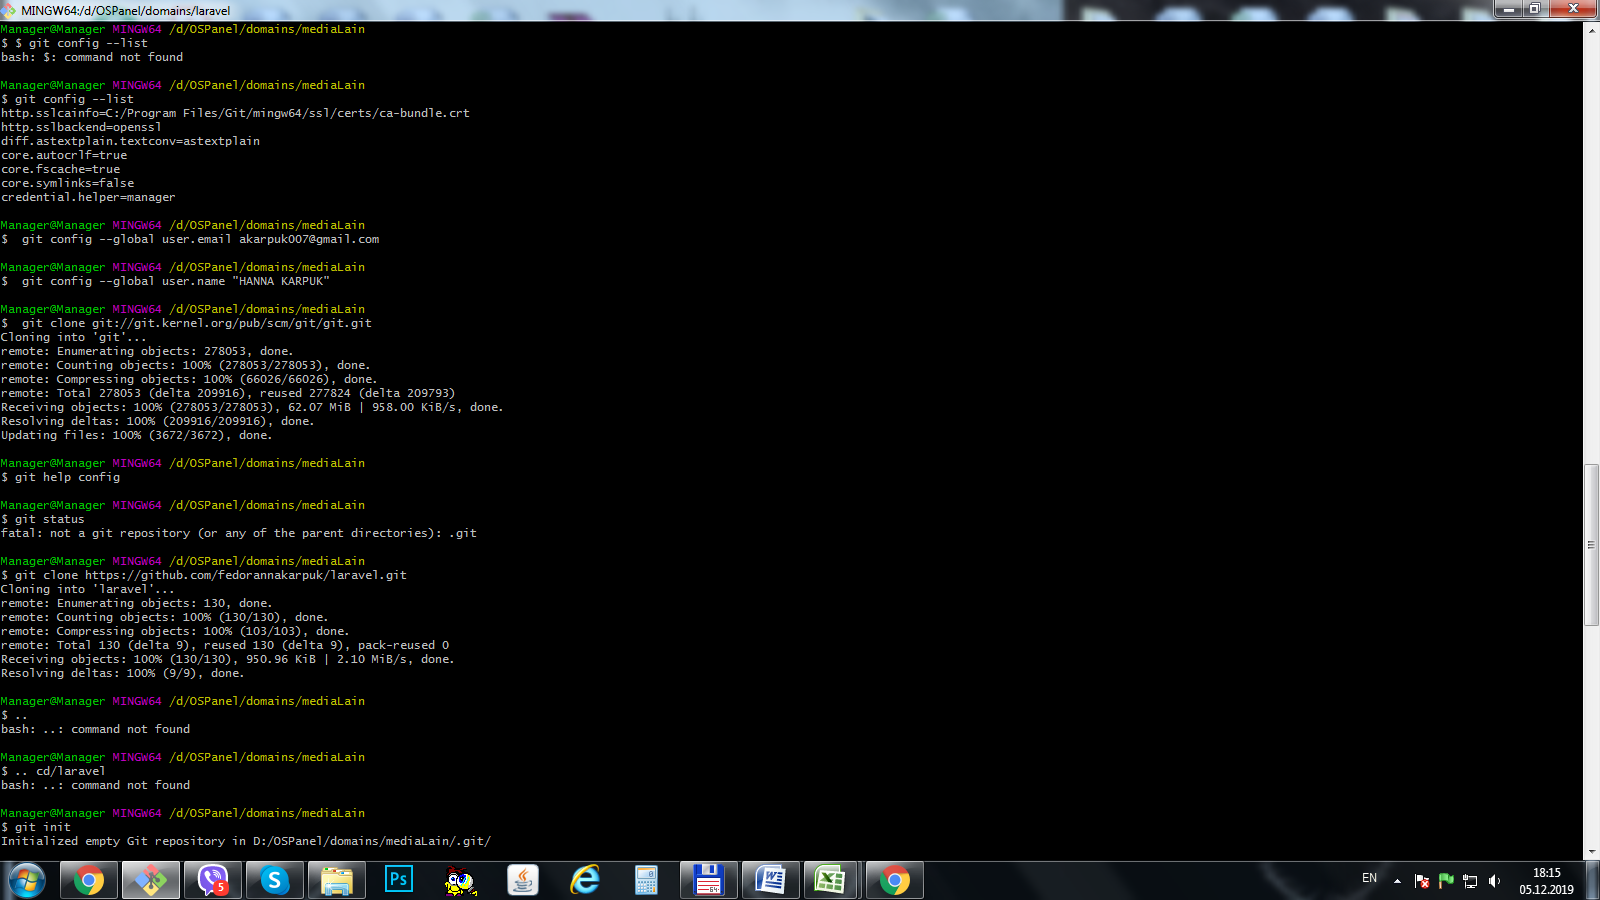 MINGW64:/d/OSPanel/domains/laravel
Manager@Manager MINGW64 /d/OSPanel/domains/mediaLain
$ $ git config --list
bash: $: command not found
Manager@Manager MINGW64 /d/OSPanel/domains/mediaLain
$ git config --list
http.sslcainfo=C:/Program Files/Git/mingw64/ssl/certs/ca-bundle.crt
http.sslbackend=openssl
diff.astextplain.textconv=astextplain
core.autocrlf=true
core.fscache=true
core.symlinks=false
credential.helper=manager
Manager@Manager MINGW64 /d/OSPanel/domains/mediaLain
$  git config --global user.email akarpuk007@gmail.com
Manager@Manager MINGW64 /d/OSPanel/domains/mediaLain
$  git config --global user.name "HANNA KARPUK"
Manager@Manager MINGW64 /d/OSPanel/domains/mediaLain
$  git clone git://git.kernel.org/pub/scm/git/git.git
Cloning into 'git'...
remote: Enumerating objects: 278053, done.
remote: Counting objects: 100% (278053/278053), done.
remote: Compressing objects: 100% (66026/66026), done.
remote: Total 278053 (delta 209916), reused 277824 (delta 209793)
Receiving objects: 100% (278053/278053), 62.07 MiB | 958.00 KiB/s, done.
Resolving deltas: 100% (209916/209916), done.
Updating files: 100% (3672/3672), done.
Manager@Manager MINGW64 /d/OSPanel/domains/mediaLain
$ git help config
Manager@Manager MINGW64 /d/OSPanel/domains/mediaLain
$ git status
fatal: not a git repository (or any of the parent directories): .git
Manager@Manager MINGW64 /d/OSPanel/domains/mediaLain
$ git clone https://github.com/fedorannakarpuk/laravel.git
Cloning into 'laravel'...
remote: Enumerating objects: 130, done.
remote: Counting objects: 100% (130/130), done.
remote: Compressing objects: 100% (103/103), done.
remote: Total 130 (delta 9), reused 130 (delta 9), pack-reused 0
Receiving objects: 100% (130/130), 950.96 KiB | 2.10 MiB/s, done.
Resolving deltas: 100% (9/9), done.
Manager@Manager MINGW64 /d/OSPanel/domains/mediaLain
$ ..
bash: ..: command not found
Manager@Manager MINGW64 /d/OSPanel/domains/mediaLain
$ .. cd/laravel
bash: ..: command not found
Manager@Manager MINGW64 /d/OSPanel/domains/mediaLain
$ git init
Initialized empty Git repository in D:/OSPanel/domains/mediaLain/.git/
5
S
Ps
64
W
X
EN
18:15
05.12.2019